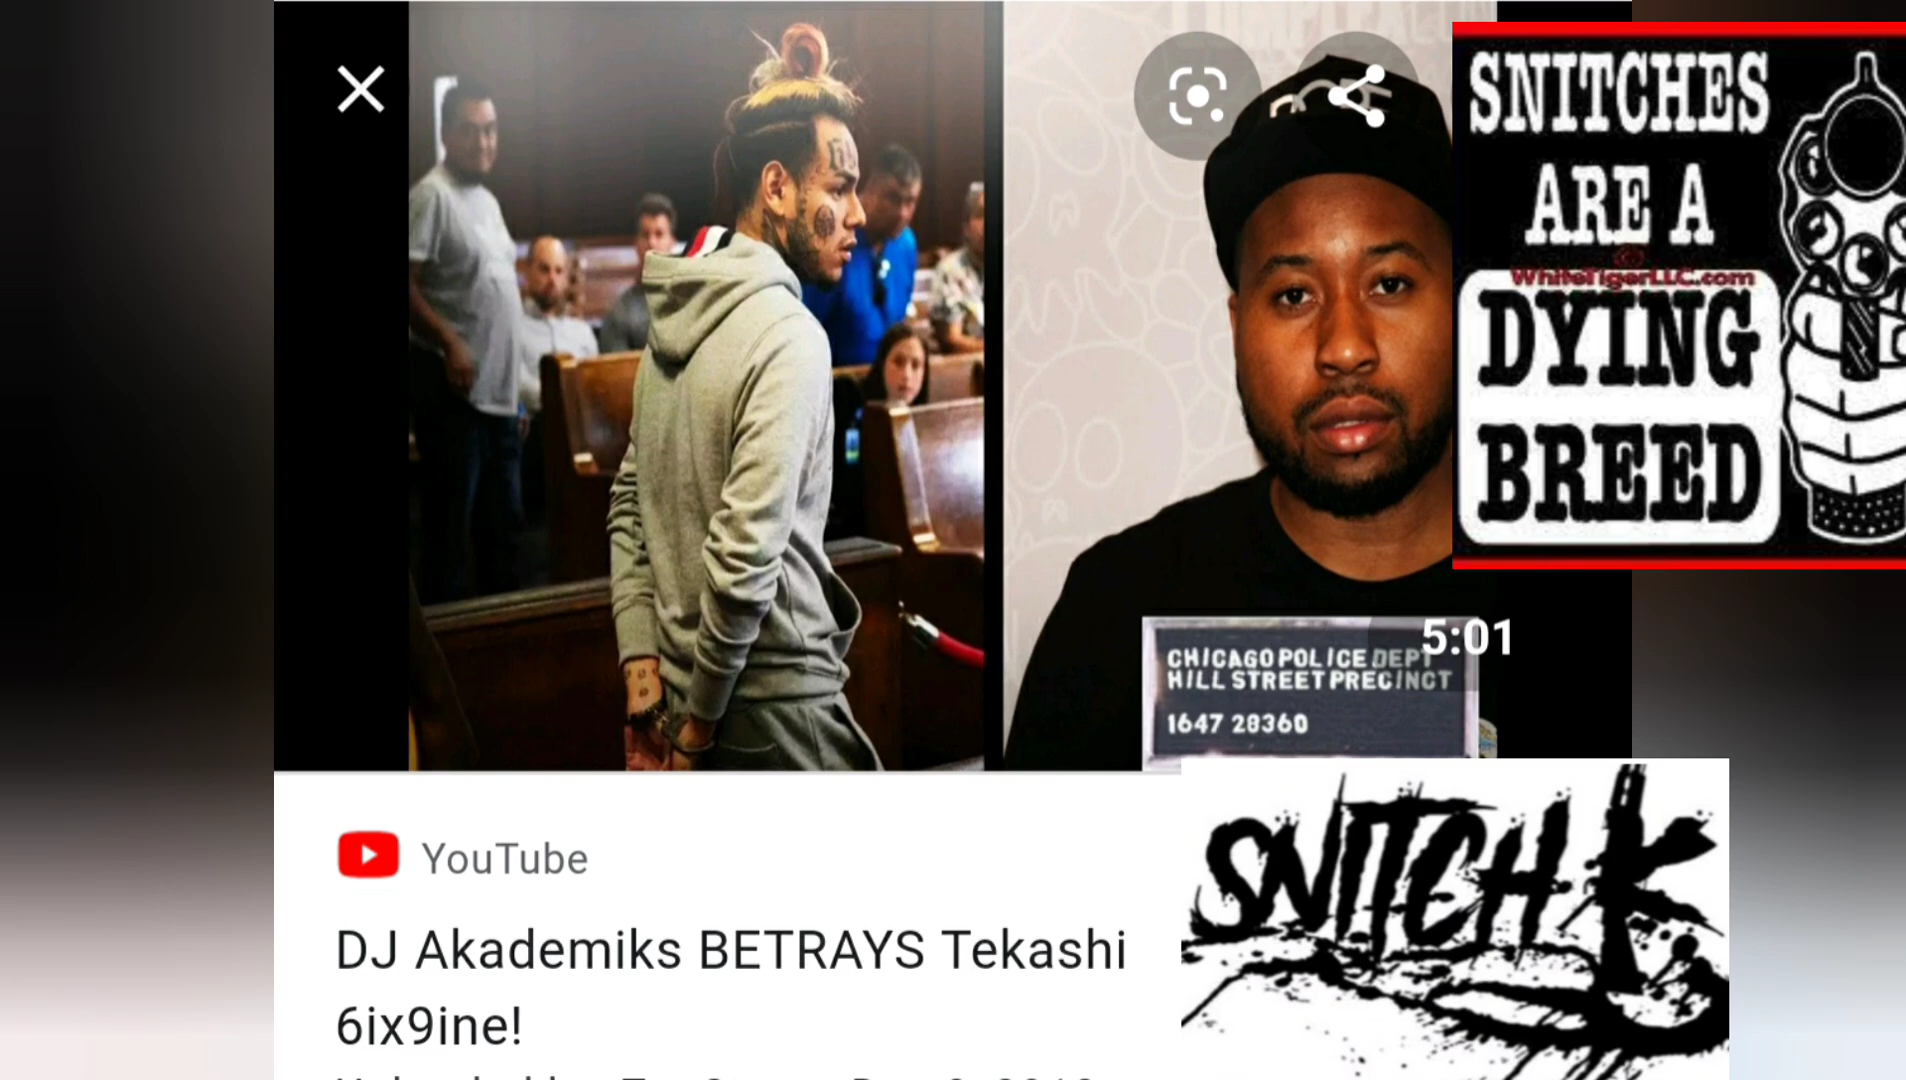 SNITCHES
ARE A
WhiteTigerLLC.com
DYING
BREED
5:01
CHICAGO POLICE DEPT
HILL STREET PRECINCT
1647 28360
YouTube
SNITCH K
DJ Akademiks BETRAYS Tekashi
6ix9ine!